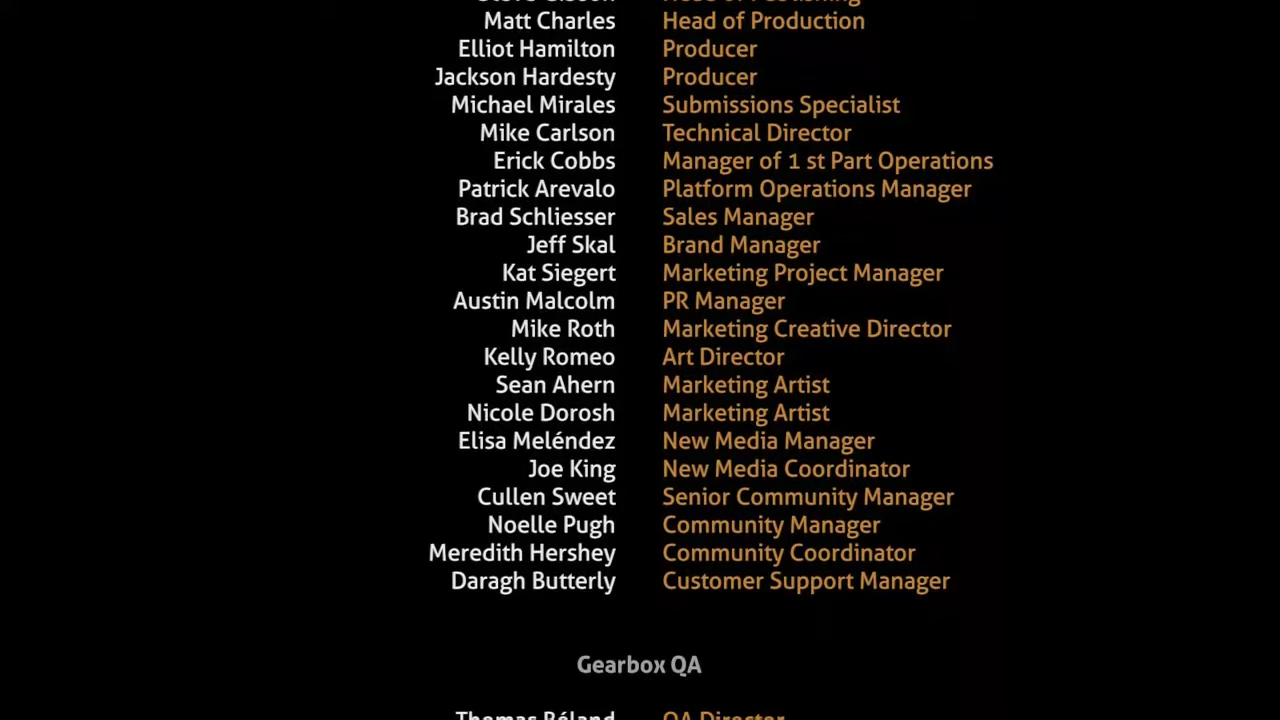 Matt Charles Head of Production
Elliot Hamilton Producer
Jackson Hardesty Producer
Michael Mirales Submissions Specialist
Mike Carlson Technical Director
Erick Cobbs Manager of 1 st Part Operations
Patrick Arevalo Platform Operations Manager
Brad Schliesser Sales Manager
Jeff Skal Brand Manager
Kat Siegert Marketing Project Manager
Austin Malcolm PR Manager
Mike Roth Marketing Creative Director
Kelly Romeo Art Director
Sean Ahern Marketing Artist
Nicole Dorosh Marketing Artist
Elisa Meléndez New Media Manager
Joe King New Media Coordinator
Cullen Sweet Senior Community Manager
Noelle Pugh Community Manager
Meredith Hershey Community Coordinator
Daragh Butterly Customer Support Manager
Gearbox QA
Thomas Béland QA Director